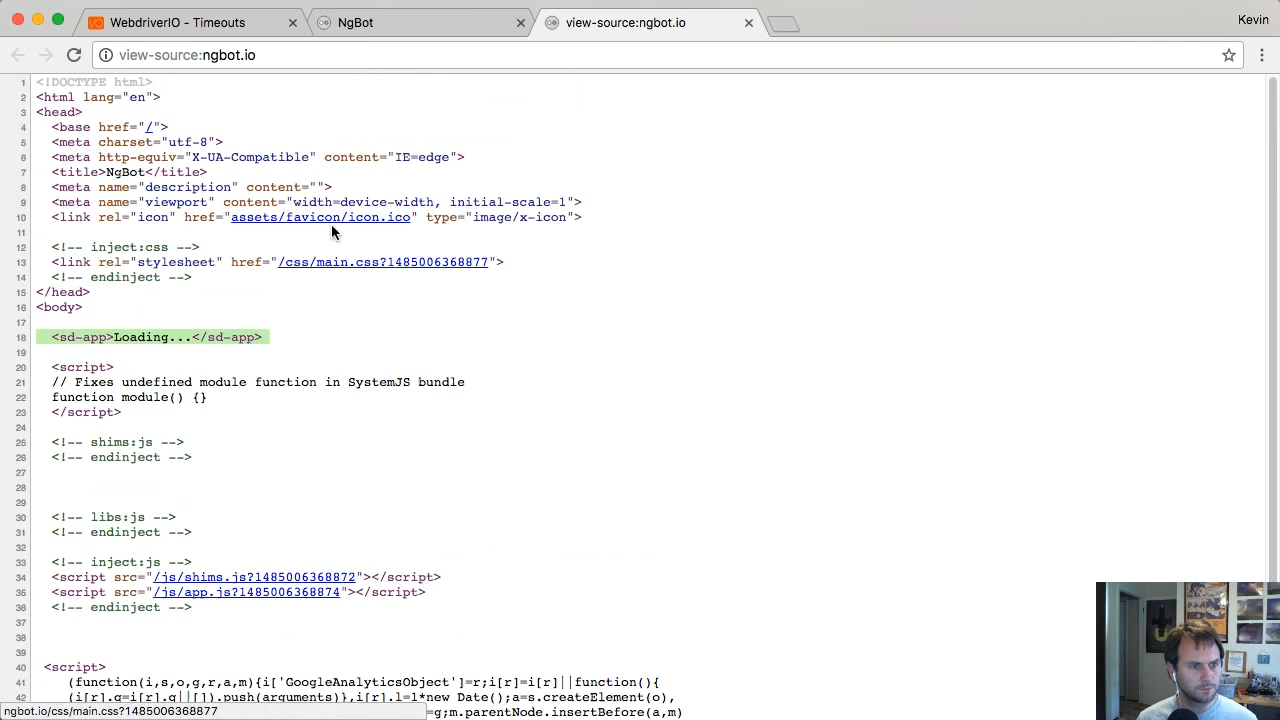 WebdriverIO - Timeouts
NgBot
view-source:ngbot.io
Kevin
view-source:ngbot.io
1 <!DOCTYPE html>
2 <html lang="en">
3 <head>
4 <base href="/">
5 <meta charset="utf-8">
6 <meta http-equiv="X-UA-Compatible" content="IE=edge">
7 <title>NgBot</title>
8 <meta name="description" content="">
9 <meta name="viewport" content="width=device-width, initial-scale=1">
10 <link rel="icon" href="assets/favicon/icon.ico" type="image/x-icon">
11
12 <!-- inject:css -->
13 <link rel="stylesheet" href="/css/main.css?1485006368877">
14 <!-- endinject -->
15 </head>
16 <body>
17
18 <sd-app>Loading...</sd-app>
19
20 <script>
21 // Fixes undefined module function in SystemJS bundle
22 function module() {}
23 </script>
24
25 <!-- shims:js -->
26 <!-- endinject -->
27
28
29
30 <!-- libs:js -->
31 <!-- endinject -->
32
33 <!-- inject:js -->
34 <script src="/js/shims.js?1485006368872"></script>
35 <script src="/js/app.js?1485006368874"></script>
36 <!-- endinject -->
37
38
39
40 <script>
41 (function(i,s,o,g,r,a,m){i['GoogleAnalyticsObject']=r;i[r]=i[r]||function(){
42 (i[r].q=i[r].q||[]).push(arguments)},i[r].l=1*new Date();a=s.createElement(o),
=g;m.parentNode.insertBefore(a,m)
ngbot.io/css/main.css?1485006368877